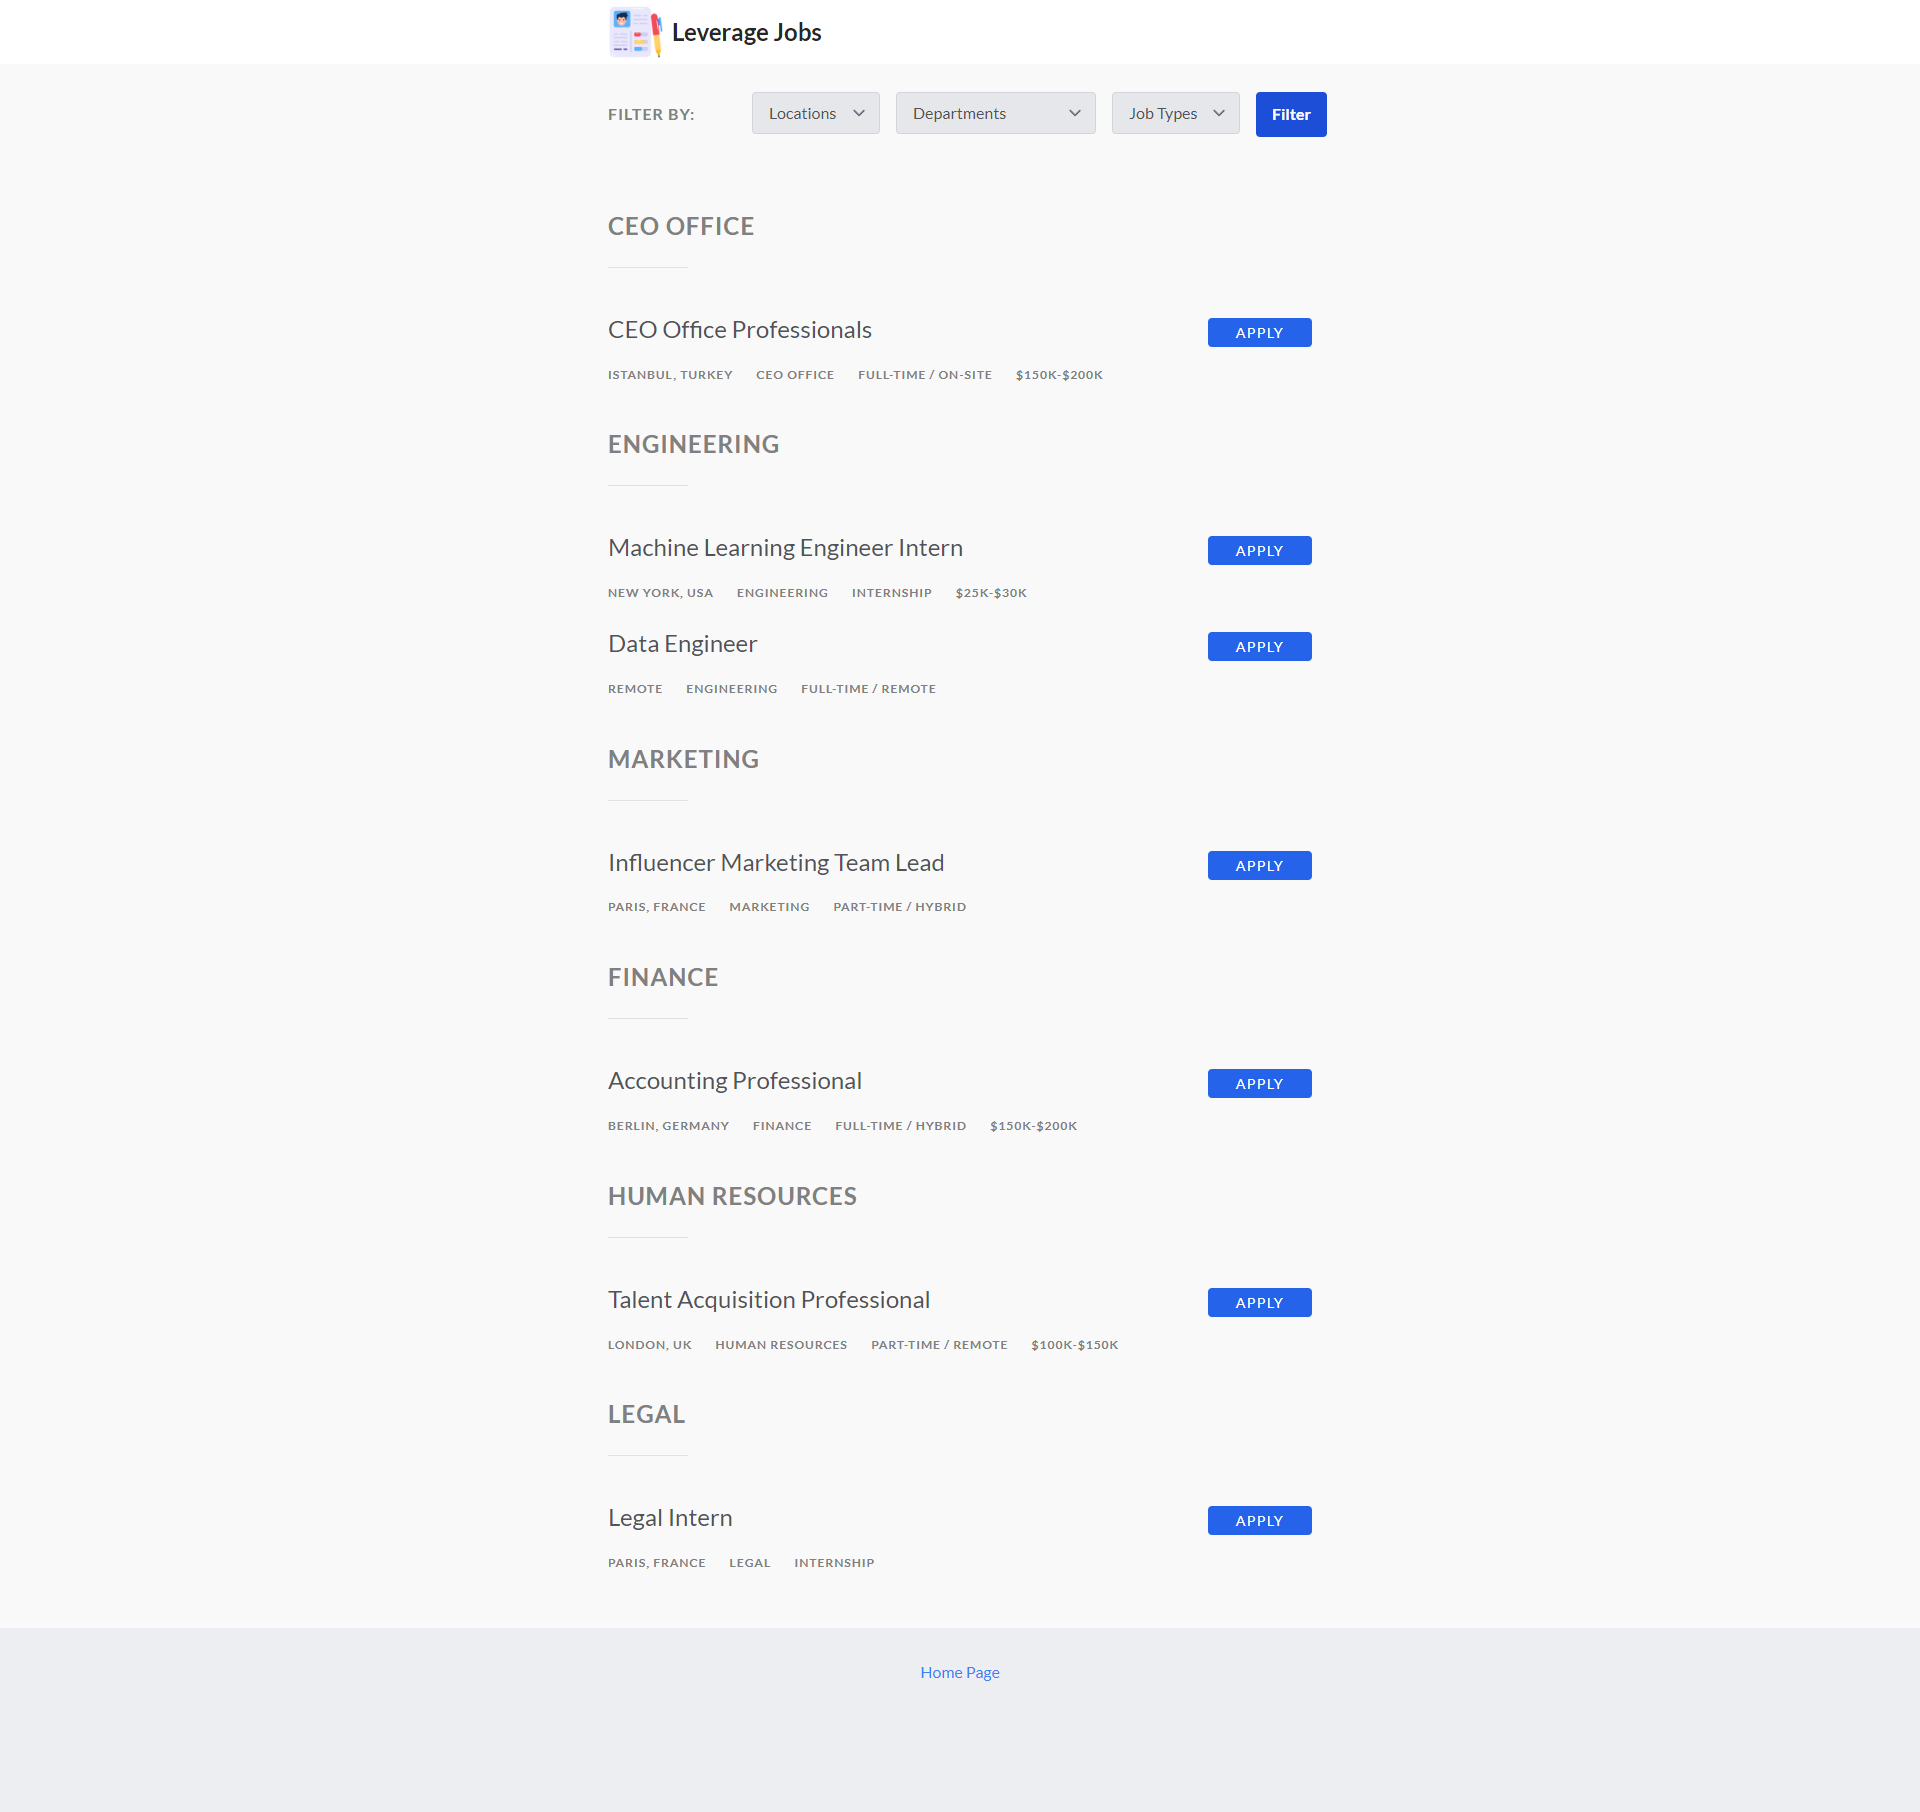 Leverage Jobs
FILTER BY: Locations Departments Job Types Filter
CEO OFFICE
CEO Office Professionals APPLY
ISTANBUL, TURKEY CEO OFFICE FULL-TIME / ON-SITE $150K-$200K
ENGINEERING
Machine Learning Engineer Intern APPLY
NEW YORK, USA ENGINEERING INTERNSHIP $25K-$30K
Data Engineer APPLY
REMOTE ENGINEERING FULL-TIME / REMOTE
MARKETING
Influencer Marketing Team Lead APPLY
PARIS, FRANCE MARKETING PART-TIME / HYBRID
FINANCE
Accounting Professional APPLY
BERLIN, GERMANY FINANCE FULL-TIME / HYBRID $150K-$200K
HUMAN RESOURCES
Talent Acquisition Professional APPLY
LONDON, UK HUMAN RESOURCES PART-TIME / REMOTE $100K-$150K
LEGAL
Legal Intern APPLY
PARIS, FRANCE LEGAL INTERNSHIP
Home Page